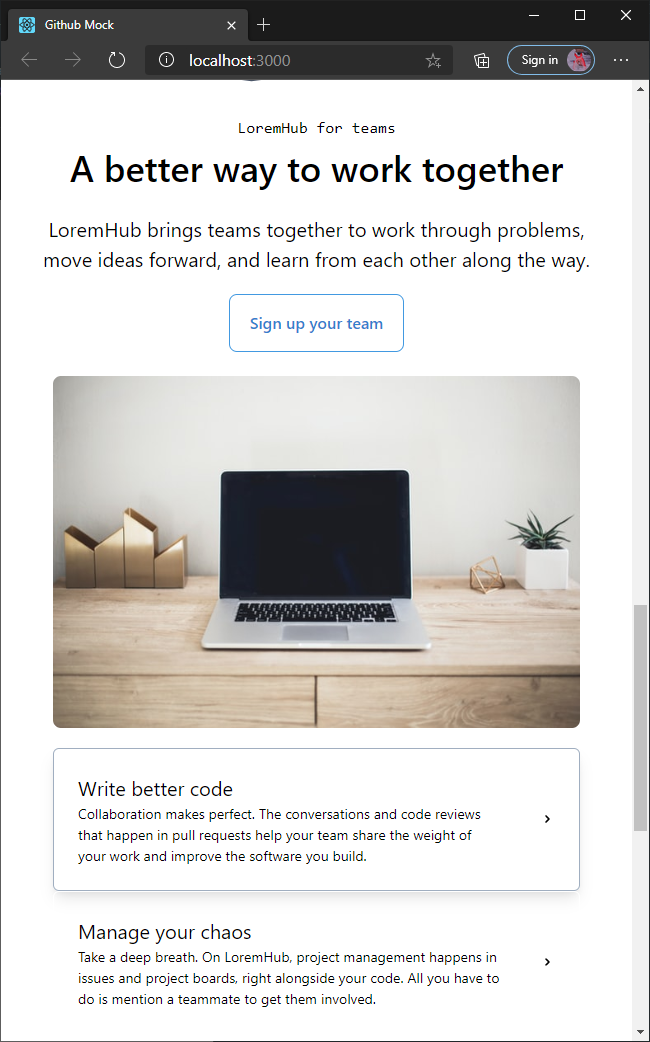 Github Mock
localhost:3000
Sign in
LoremHub for teams
A better way to work together
LoremHub brings teams together to work through problems,
move ideas forward, and learn from each other along the way.
Sign up your team
Write better code
Collaboration makes perfect. The conversations and code reviews
that happen in pull requests help your team share the weight of
your work and improve the software you build.
Manage your chaos
Take a deep breath. On LoremHub, project management happens in
issues and project boards, right alongside your code. All you have to
do is mention a teammate to get them involved.